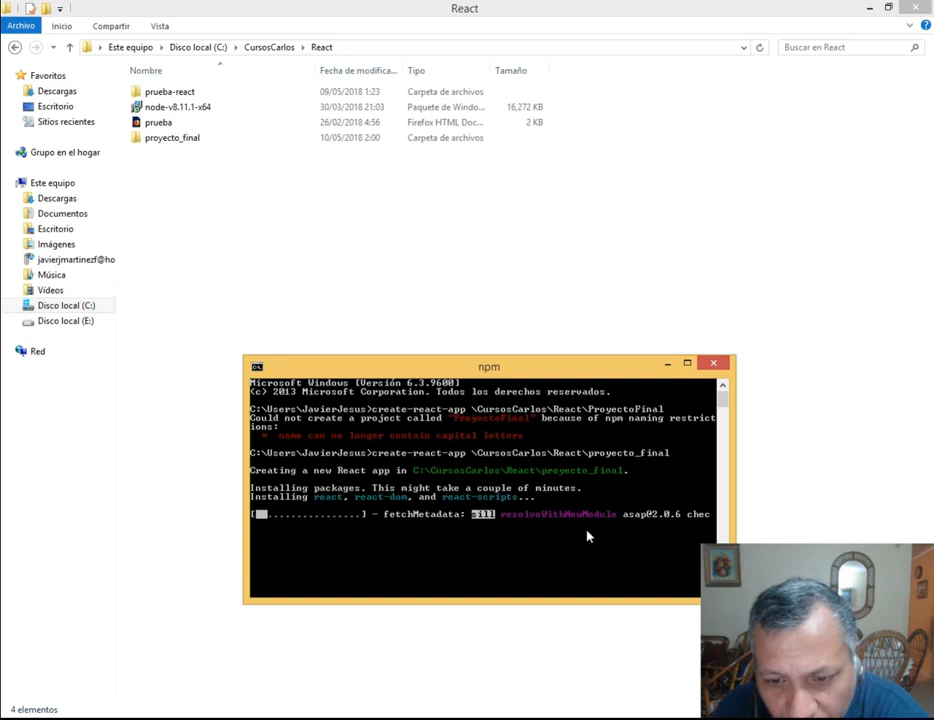 React
Archivo
Inicio
Compartir
Vista
Este equipo
Disco local (C:)
CursosCarlos
React
Buscar en React
Nombre
Fecha de modifica...
Tipo
Tamaño
Favoritos
Descargas
Escritorio
Sitios recientes
Grupo en el hogar
Este equipo
Descargas
Documentos
Escritorio
Imágenes
javierjmartinezf@ho
Música
Vídeos
Disco local (C:)
Disco local (E:)
Red
prueba-react 09/05/2018 1:23 Carpeta de archivos
node-v8.11.1-x64 30/03/2018 21:03 Paquete de Windo... 16,272 KB
prueba 26/02/2018 4:56 Firefox HTML Doc... 2 KB
proyecto_final 10/05/2018 2:00 Carpeta de archivos
npm
Microsoft Windows [Versión 6.3.9600]
(c) 2013 Microsoft Corporation. Todos los derechos reservados.
C:\Users\JavierJesus>create-react-app \CursosCarlos\React\ProyectoFinal
Could not create a project called "ProyectoFinal" because of npm naming restrict
ions:
* name can no longer contain capital letters
C:\Users\JavierJesus>create-react-app \CursosCarlos\React\proyecto_final
Creating a new React app in C:\CursosCarlos\React\proyecto_final.
Installing packages. This might take a couple of minutes.
Installing react, react-dom, and react-scripts...
[ ................] - fetchMetadata: sill resolveWithNewModule asap@2.0.6 chec
4 elementos